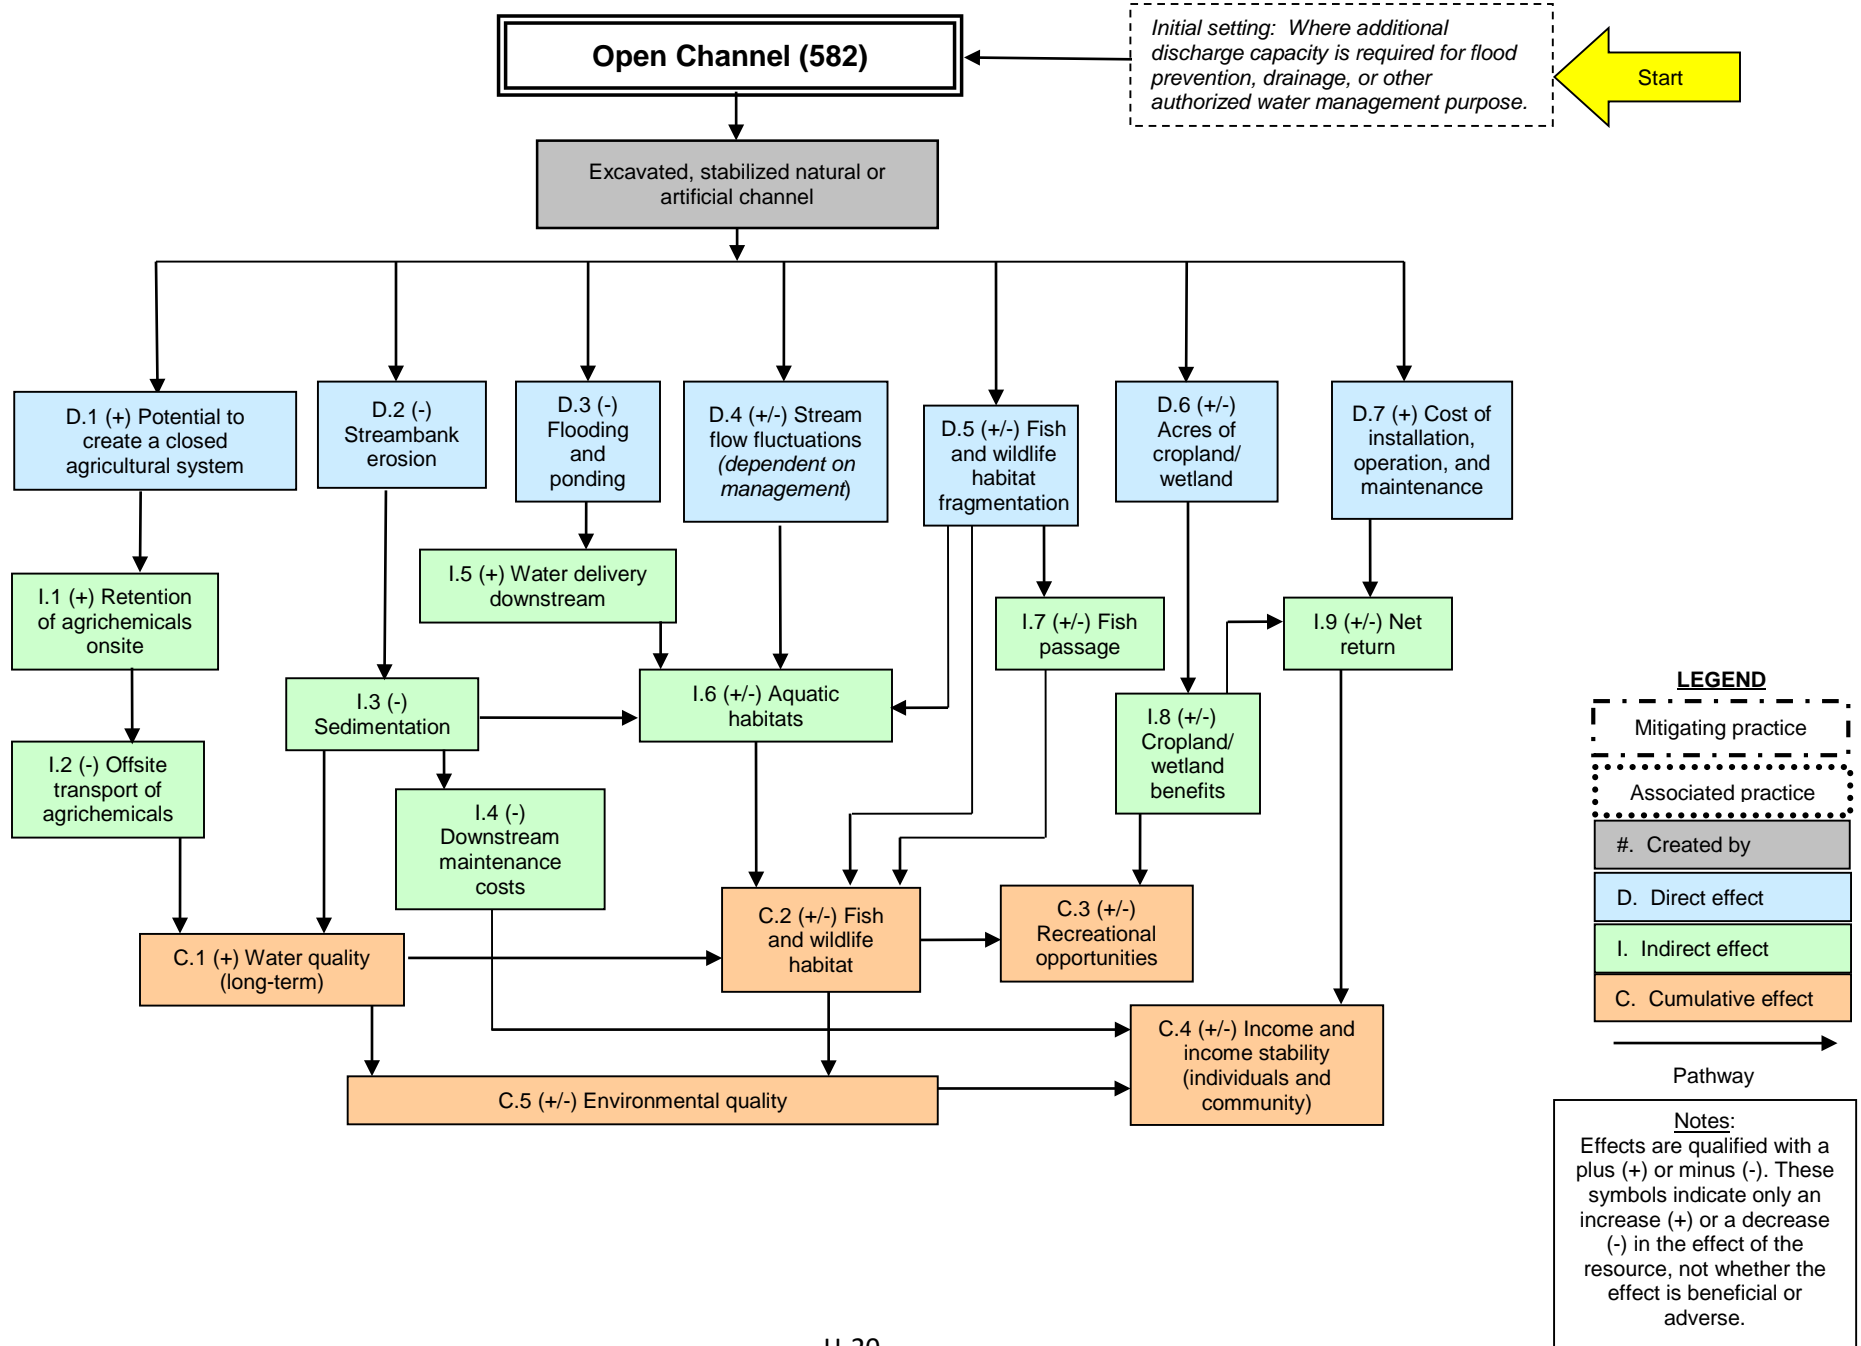 Open Channel (582)
Initial setting:  Where additional
discharge capacity is required for flood
prevention, drainage, or other
authorized water management purpose.
Start
Excavated, stabilized natural or
artificial channel
D.1 (+) Potential to
create a closed
agricultural system
D.2 (-)
Streambank
erosion
D.3 (-)
Flooding
and
ponding
D.4 (+/-) Stream
flow fluctuations
(dependent on
management)
D.5 (+/-) Fish
and wildlife
habitat
fragmentation
D.6 (+/-)
Acres of
cropland/
wetland
D.7 (+) Cost of
installation,
operation, and
maintenance
I.1 (+) Retention
of agrichemicals
onsite
I.5 (+) Water delivery
downstream
I.7 (+/-) Fish
passage
I.9 (+/-) Net
return
I.3 (-)
Sedimentation
I.6 (+/-) Aquatic
habitats
I.8 (+/-)
Cropland/
wetland
benefits
I.2 (-) Offsite
transport of
agrichemicals
I.4 (-)
Downstream
maintenance
costs
C.1 (+) Water quality
(long-term)
C.2 (+/-) Fish
and wildlife
habitat
C.3 (+/-)
Recreational
opportunities
C.4 (+/-) Income and
income stability
(individuals and
community)
C.5 (+/-) Environmental quality
LEGEND
Mitigating practice
Associated practice
#.  Created by
D.  Direct effect
I.  Indirect effect
C.  Cumulative effect
Pathway
Notes:
Effects are qualified with a
plus (+) or minus (-). These
symbols indicate only an
increase (+) or a decrease
(-) in the effect of the
resource, not whether the
effect is beneficial or
adverse.